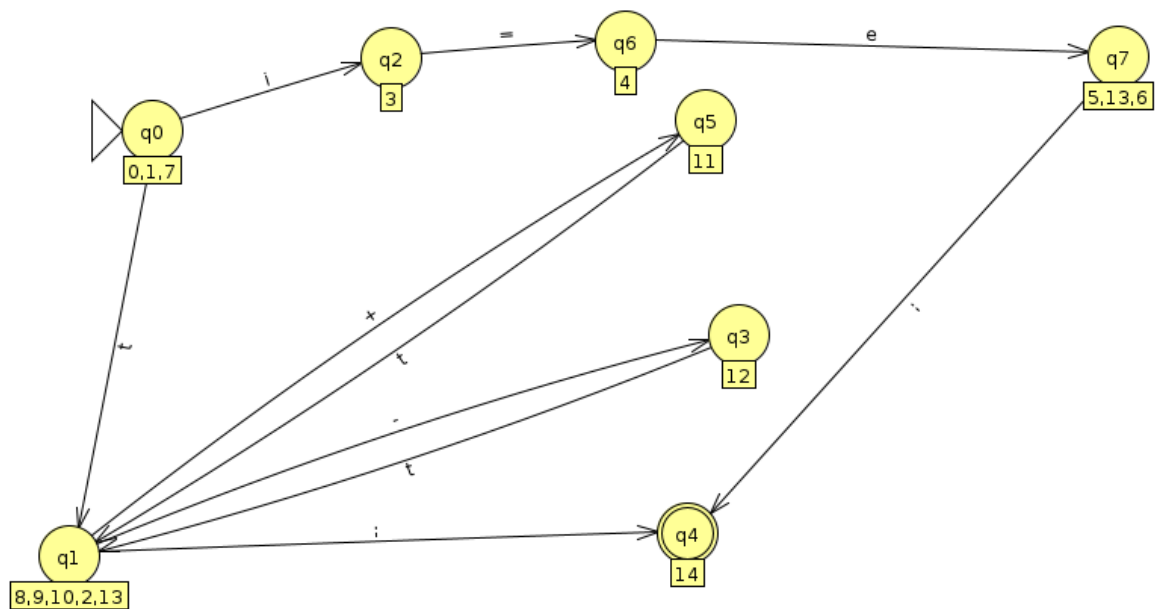 q0
0,1,7
i
q2
3
=
q6
4
e
q7
5,13,6
q5
11
+
t
t
q3
12
-
t
;
;
q1
8,9,10,2,13
q4
14